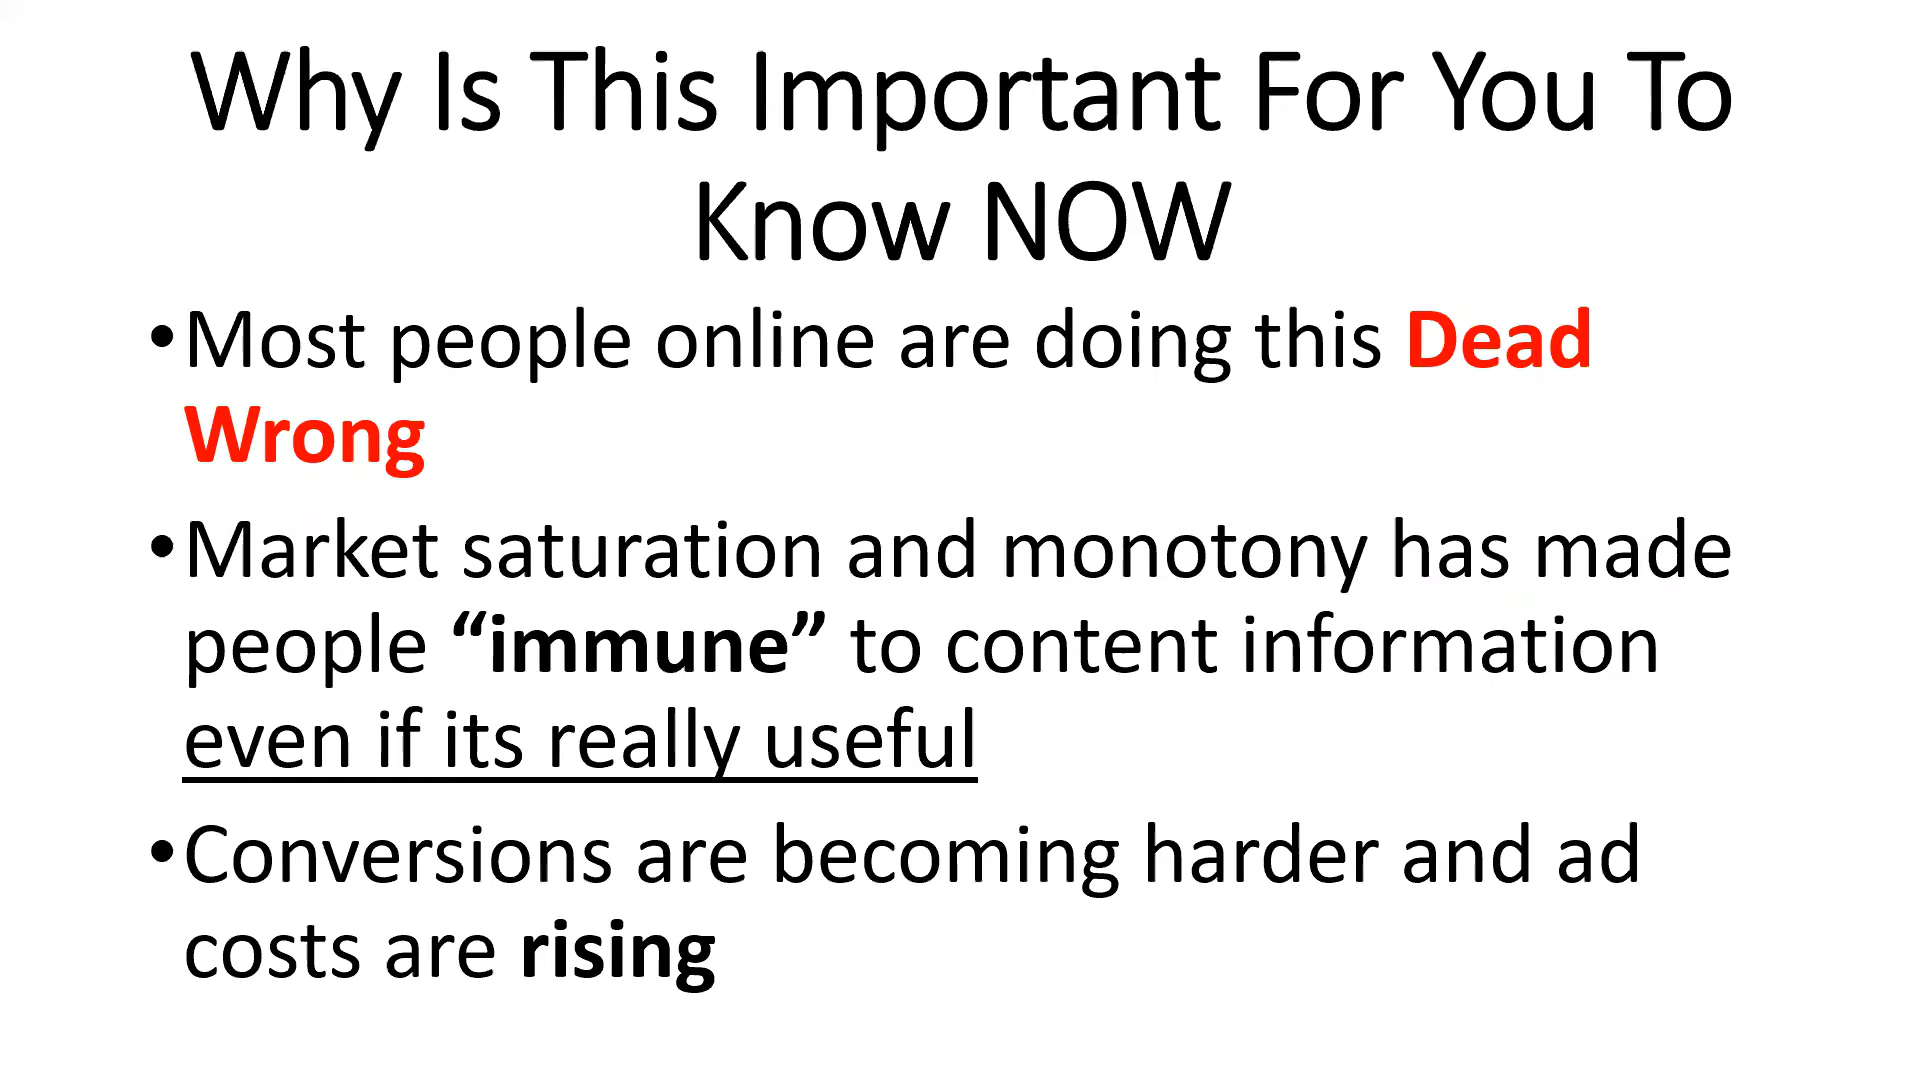 Why Is This Important For You To
Know NOW
•Most people online are doing this Dead
Wrong
•Market saturation and monotony has made
people “immune” to content information
even if its really useful
•Conversions are becoming harder and ad
costs are rising